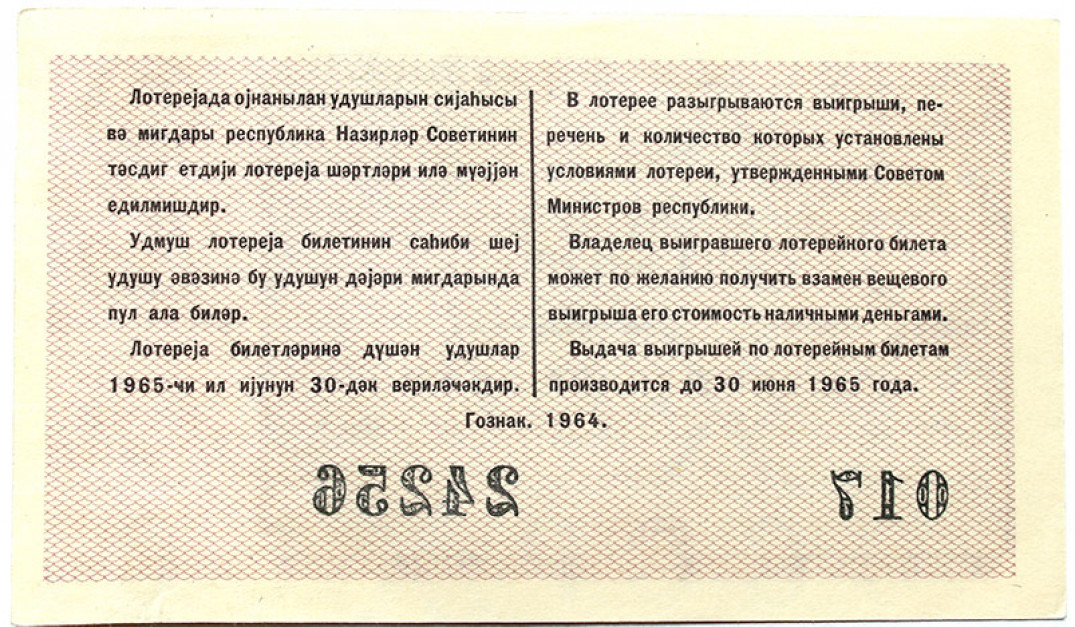 Лотерејада ојнанылан удушларын сијаһысы
вә мигдары республика Назирләр Советинин
тәсдиг етдији лотереја шәртләри илә мүәјјән
едилмишдир.
Удмуш лотереја билетинин саһиби шеј
удушу әвәзинә бу удушун дәјәри мигдарында
пул ала биләр.
Лотереја билетләринә дүшән удушлар
1965-чи ил ијунун 30-дәк вериләчәкдир.
В лотерее разыгрываются выигрыши, пе-
речень и количество которых установлены
условиями лотереи, утвержденными Советом
Министров республики.
Владелец выигравшего лотерейного билета
может по желанию получить взамен вещевого
выигрыша его стоимость наличными деньгами.
Выдача выигрышей по лотерейным билетам
производится до 30 июня 1965 года.
Гознак. 1964.
24256 017